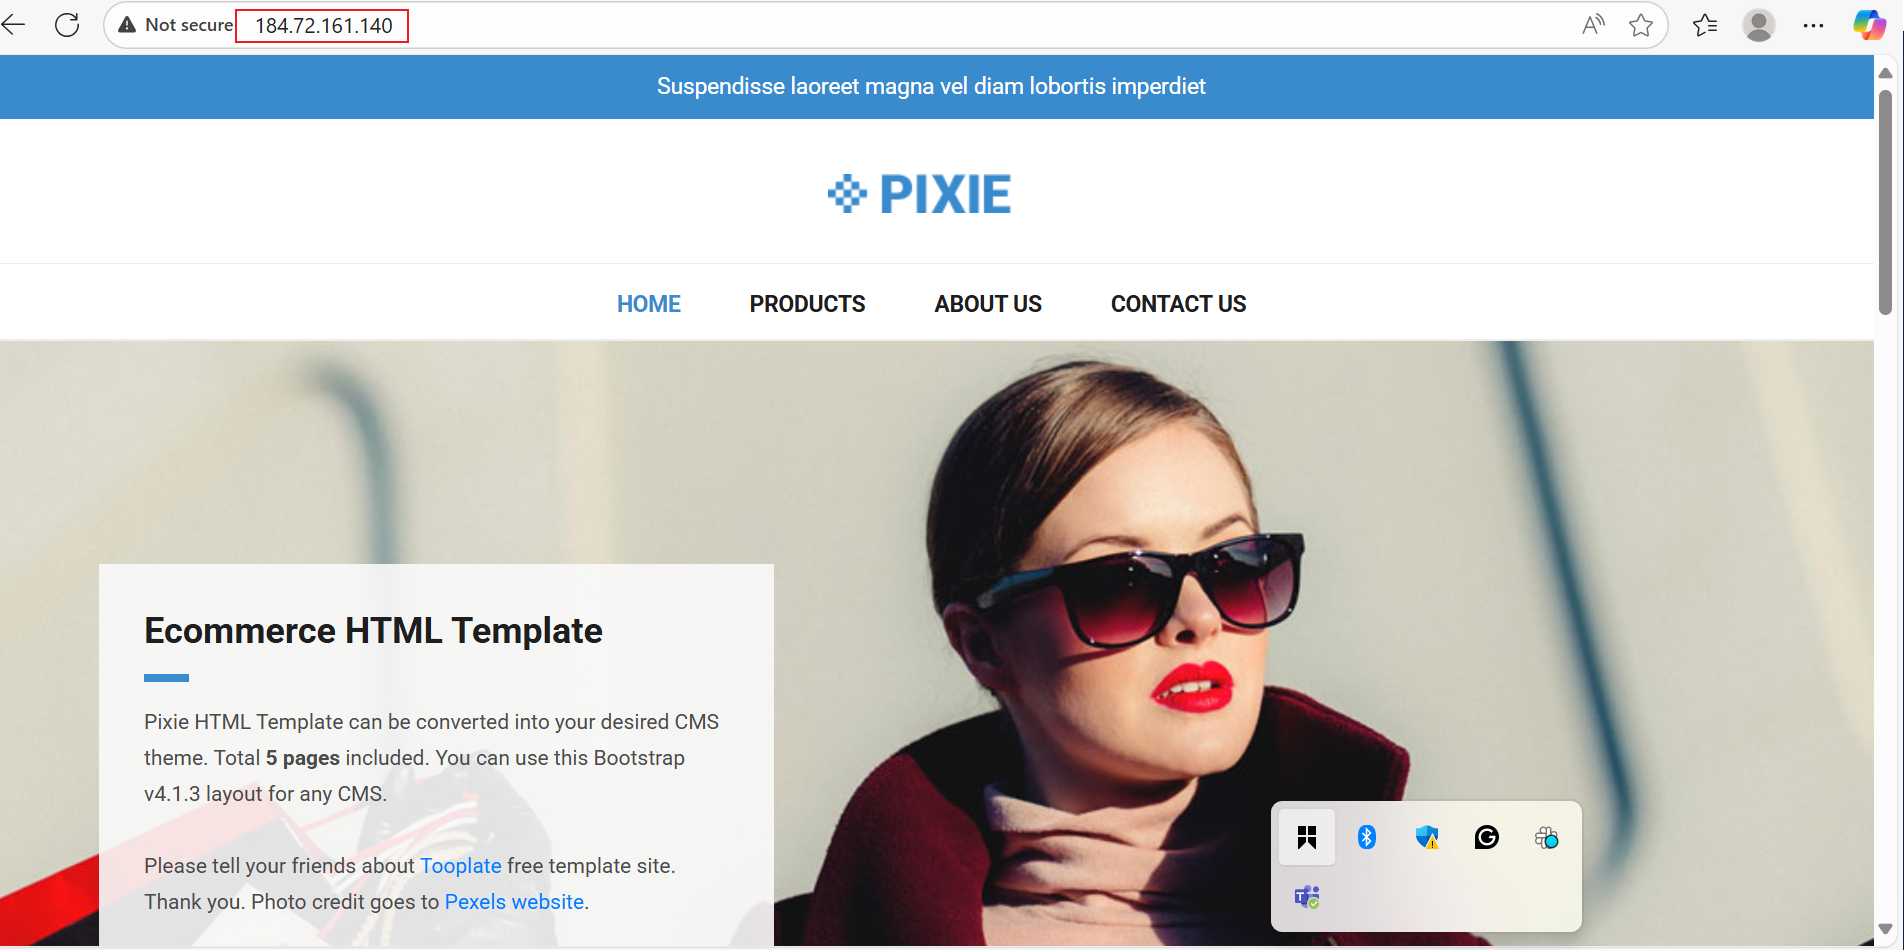 Not secure 184.72.161.140
Suspendisse laoreet magna vel diam lobortis imperdiet
PIXIE
HOME PRODUCTS ABOUT US CONTACT US
Ecommerce HTML Template
Pixie HTML Template can be converted into your desired CMS
theme. Total 5 pages included. You can use this Bootstrap
v4.1.3 layout for any CMS.
Please tell your friends about Tooplate free template site.
Thank you. Photo credit goes to Pexels website.